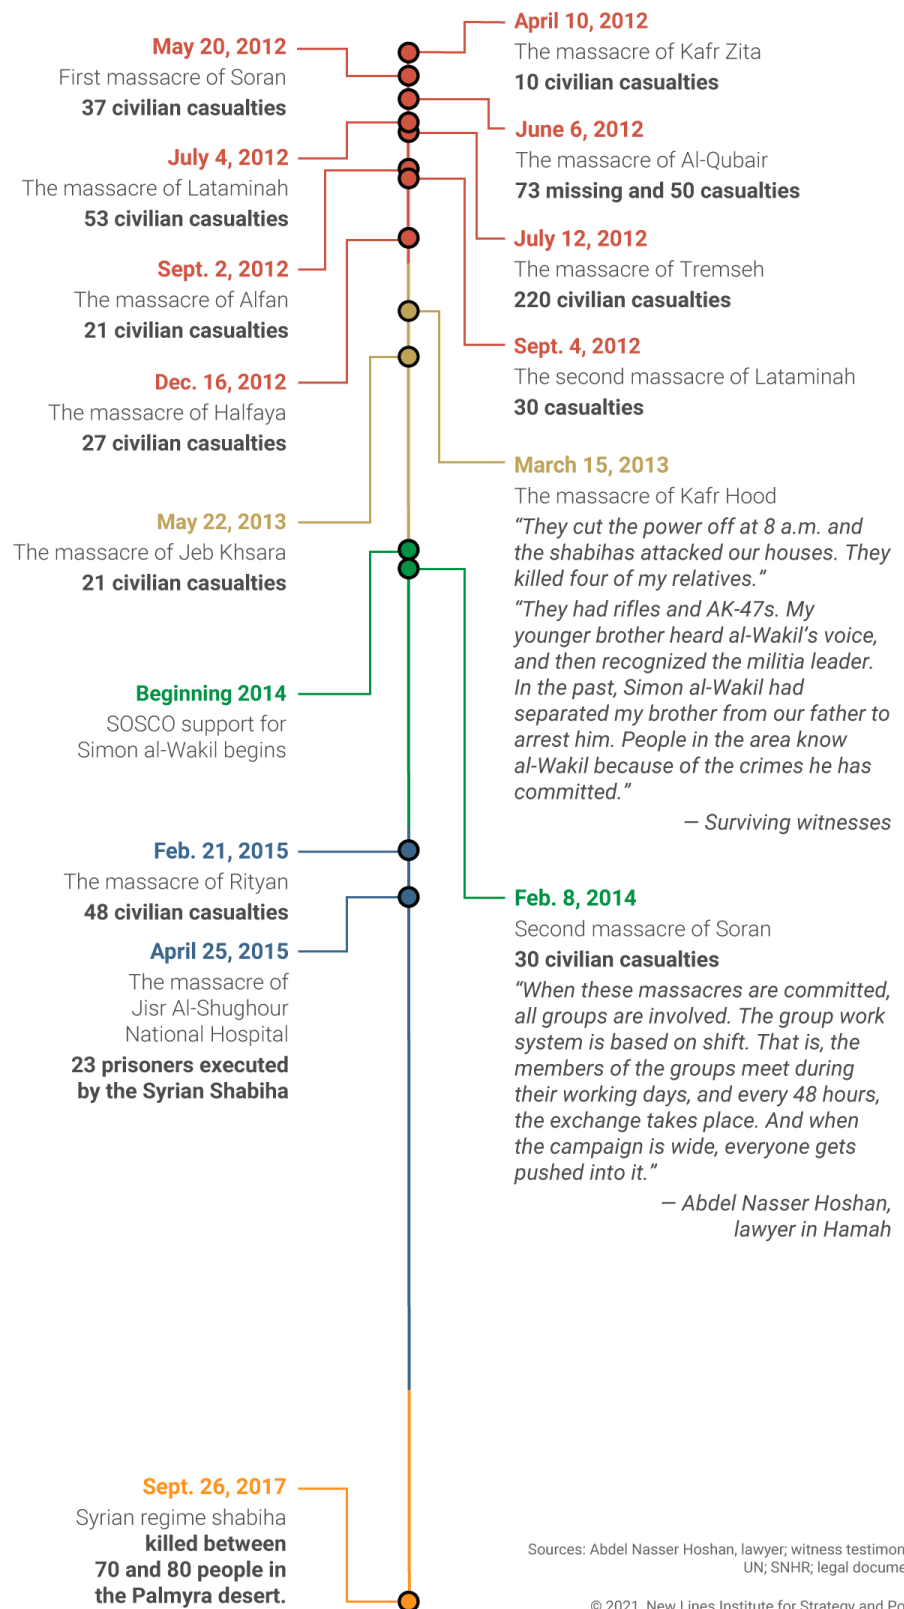 April 10, 2012
The massacre of Kafr Zita
10 civilian casualties
May 20, 2012
First massacre of Soran
37 civilian casualties
June 6, 2012
The massacre of Al-Qubair
73 missing and 50 casualties
July 4, 2012
The massacre of Lataminah
53 civilian casualties
July 12, 2012
The massacre of Tremseh
220 civilian casualties
Sept. 2, 2012
The massacre of Alfan
21 civilian casualties
Sept. 4, 2012
The second massacre of Lataminah
30 casualties
Dec. 16, 2012
The massacre of Halfaya
27 civilian casualties
March 15, 2013
The massacre of Kafr Hood
“They cut the power off at 8 a.m. and
the shabihas attacked our houses. They
killed four of my relatives.”
“They had rifles and AK-47s. My
younger brother heard al-Wakil’s voice,
and then recognized the militia leader.
In the past, Simon al-Wakil had
separated my brother from our father to
arrest him. People in the area know
al-Wakil because of the crimes he has
committed.”
— Surviving witnesses
May 22, 2013
The massacre of Jeb Khsara
21 civilian casualties
Beginning 2014
SOSCO support for
Simon al-Wakil begins
Feb. 8, 2014
Second massacre of Soran
30 civilian casualties
“When these massacres are committed,
all groups are involved. The group work
system is based on shift. That is, the
members of the groups meet during
their working days, and every 48 hours,
the exchange takes place. And when
the campaign is wide, everyone gets
pushed into it.”
— Abdel Nasser Hoshan,
lawyer in Hamah
Feb. 21, 2015
The massacre of Rityan
48 civilian casualties
April 25, 2015
The massacre of
Jisr Al-Shughour
National Hospital
23 prisoners executed
by the Syrian Shabiha
Sept. 26, 2017
Syrian regime shabiha
killed between
70 and 80 people in
the Palmyra desert.
Sources: Abdel Nasser Hoshan, lawyer; witness testimon
UN; SNHR; legal docume
© 2021, New Lines Institute for Strategy and Po